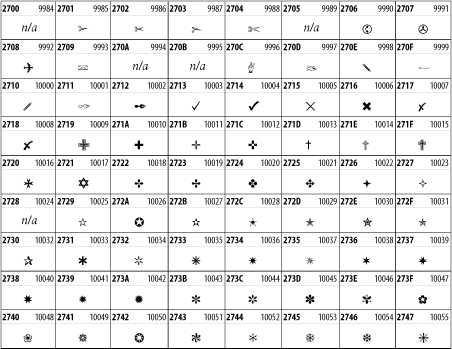 2700 9984 2701 9985 2702 9986 2703 9987 2704 9988 2705 9989 2706 9990 2707 9991
n/a ✁ ✂ ✃ ✄ n/a ✆ ✇
2708 9992 2709 9993 270A 9994 270B 9995 270C 9996 270D 9997 270E 9998 270F 9999
✈ ✉ n/a n/a ✌ ✍ ✎ ✏
2710 10000 2711 10001 2712 10002 2713 10003 2714 10004 2715 10005 2716 10006 2717 10007
✐ ✑ ✒ ✓ ✔ ✕ ✖ ✗
2718 10008 2719 10009 271A 10010 271B 10011 271C 10012 271D 10013 271E 10014 271F 10015
✘ ✙ ✚ ✛ ✜ ✝ ✞ ✟
2720 10016 2721 10017 2722 10018 2723 10019 2724 10020 2725 10021 2726 10022 2727 10023
✠ ✡ ✢ ✣ ✤ ✥ ✦ ✧
2728 10024 2729 10025 272A 10026 272B 10027 272C 10028 272D 10029 272E 10030 272F 10031
n/a ✩ ✪ ✫ ✬ ✭ ✮ ✯
2730 10032 2731 10033 2732 10034 2733 10035 2734 10036 2735 10037 2736 10038 2737 10039
✰ ✱ ✲ ✳ ✴ ✵ ✶ ✷
2738 10040 2739 10041 273A 10042 273B 10043 273C 10044 273D 10045 273E 10046 273F 10047
✸ ✹ ✺ ✻ ✼ ✽ ✾ ✿
2740 10048 2741 10049 2742 10050 2743 10051 2744 10052 2745 10053 2746 10054 2747 10055
❀ ❁ ❂ ❃ ❄ ❅ ❆ ❇